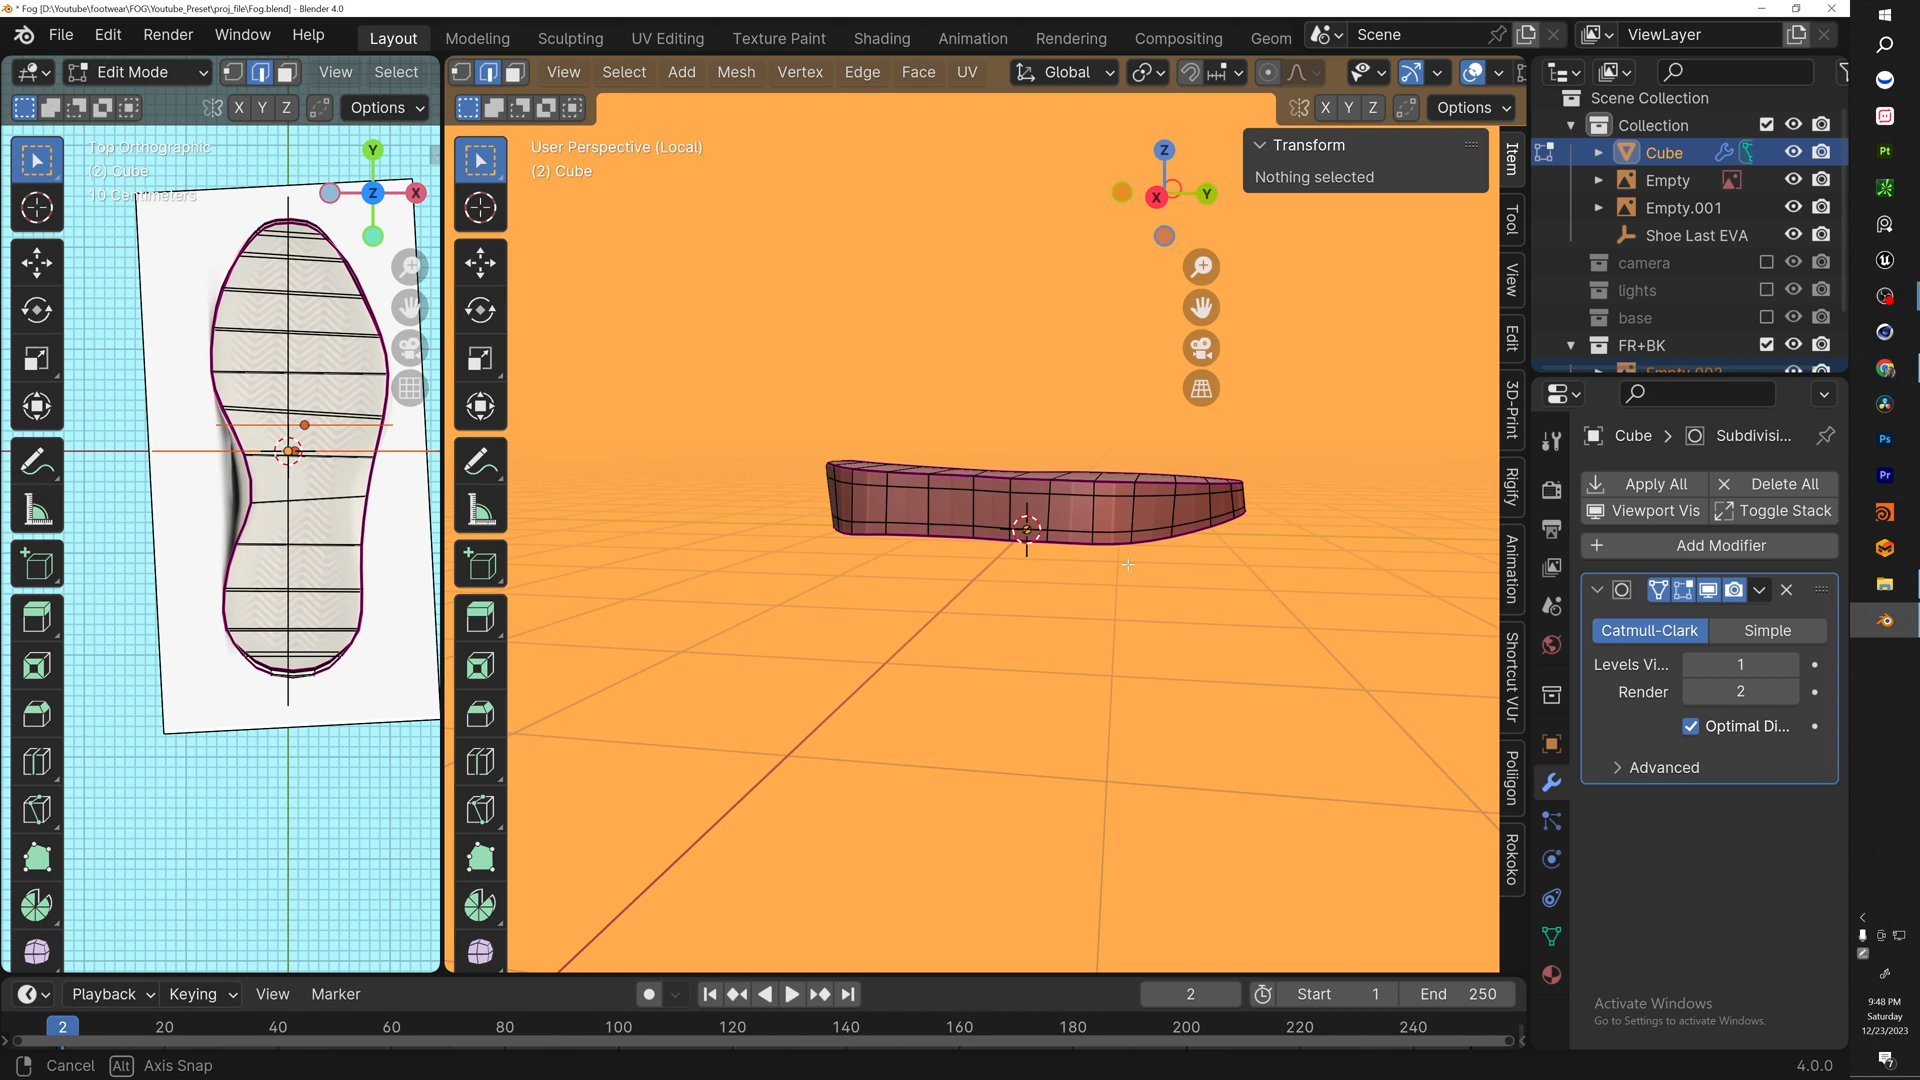 * Fog [D:\Youtube\footwear\FOG\Youtube_Preset\proj_file\Fog.blend] - Blender 4.0
File Edit Render Window Help
Layout Modeling Sculpting UV Editing Texture Paint Shading Animation Rendering Compositing Geom
Scene
ViewLayer
Edit Mode
View Select
View Select Add Mesh Vertex Edge Face UV
Global
X Y Z
Options
X Y Z
Options
Top Orthographic
(2) Cube
10 Centimeters
Y
Z
X
User Perspective (Local)
(2) Cube
Z
X
Y
Transform
Nothing selected
Item
Tool
View
Edit
3D-Print
Rigify
Animation
Shortcut VUr
Poliigon
Rokoko
Scene Collection
Collection
Cube
Empty
Empty.001
Shoe Last EVA
camera
lights
base
FR+BK
Empty.002
Cube
Subdivisi...
Apply All
Delete All
Viewport Vis
Toggle Stack
Add Modifier
Catmull-Clark
Simple
Levels Vi... 1
Render 2
Optimal Di...
Advanced
Activate Windows
Go to Settings to activate Windows.
Playback Keying View Marker
2
Start 1
End 250
2 20 40 60 80 100 120 140 160 180 200 220 240
Cancel
Alt Axis Snap
4.0.0
Pt
Ps
Pr
9:48 PM
Saturday
12/23/2023
7